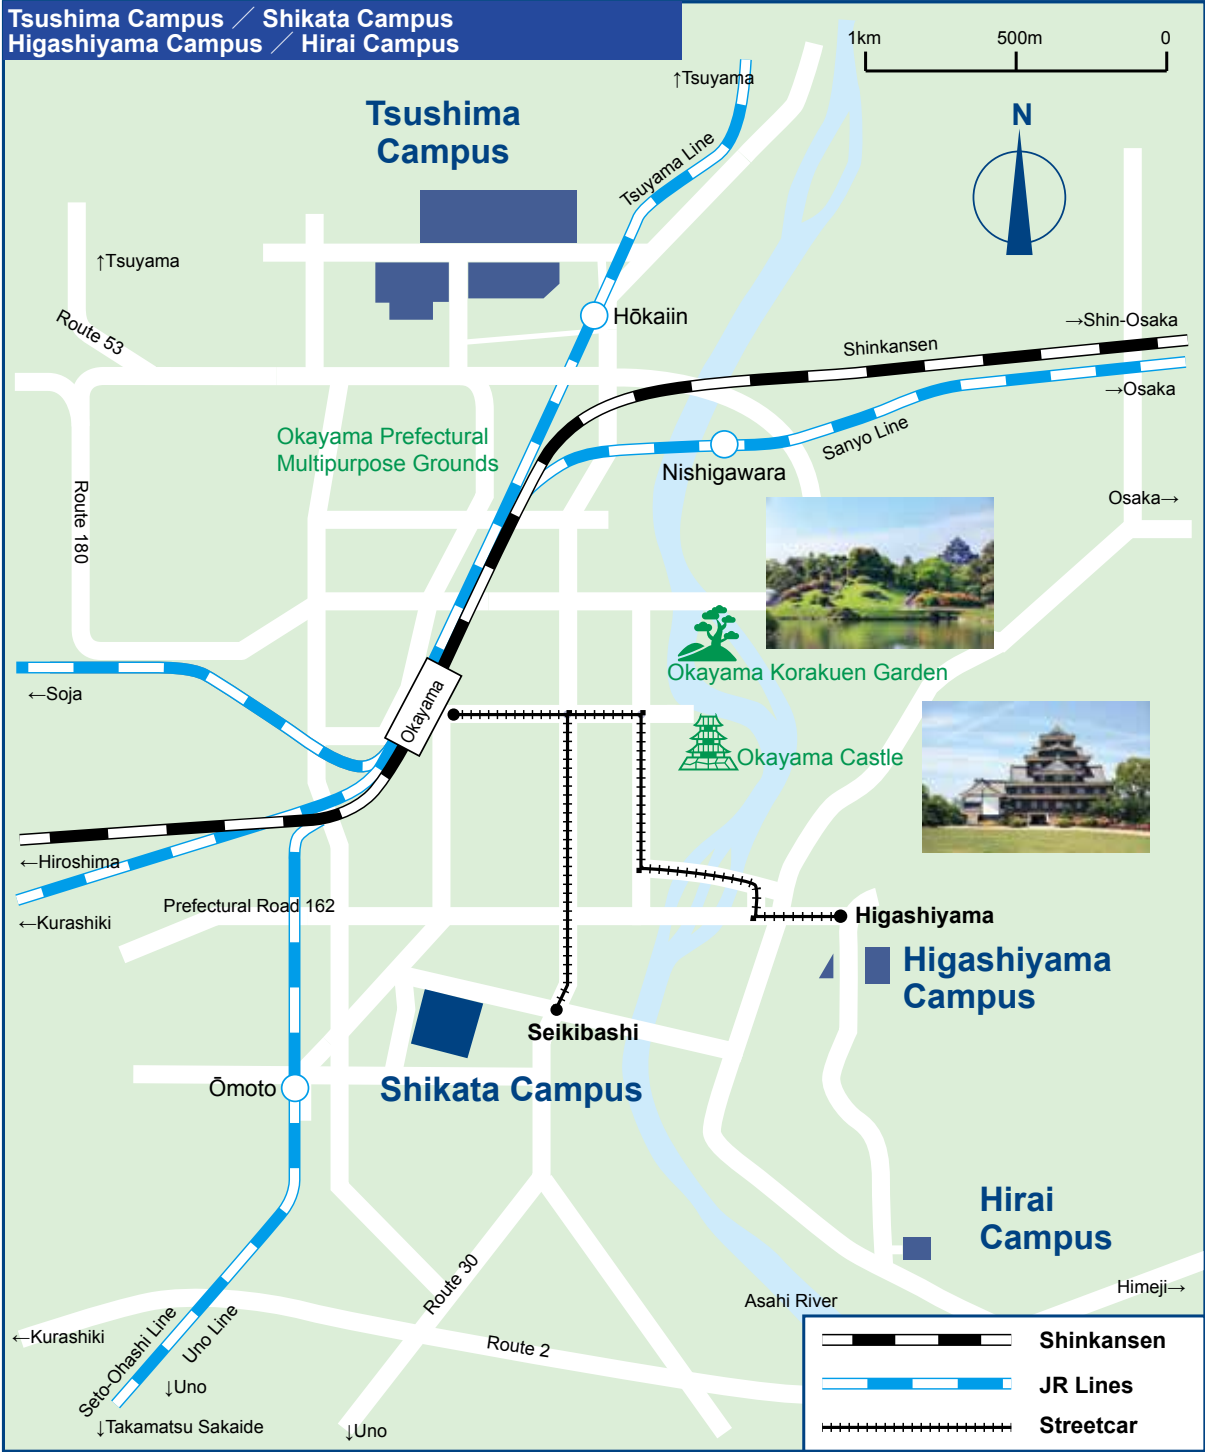 Tsushima Campus ／ Shikata Campus
Higashiyama Campus ／ Hirai Campus
1km 500m 0
N
↑Tsuyama
Tsushima
Campus
Tsuyama Line
↑Tsuyama
Route 53
Hōkaiin
→Shin-Osaka
Shinkansen
→Osaka
Sanyo Line
Okayama Prefectural
Multipurpose Grounds
Nishigawara
Osaka→
Route 180
Okayama Korakuen Garden
←Soja
Okayama
Okayama Castle
←Hiroshima
←Kurashiki
Prefectural Road 162
Higashiyama
Higashiyama
Campus
Seikibashi
Ōmoto
Shikata Campus
Hirai
Campus
Himeji→
Asahi River
Route 30
Route 2
←Kurashiki
Seto-Ohashi Line
Uno Line
↓Uno
↓Takamatsu Sakaide
↓Uno
Shinkansen
JR Lines
Streetcar